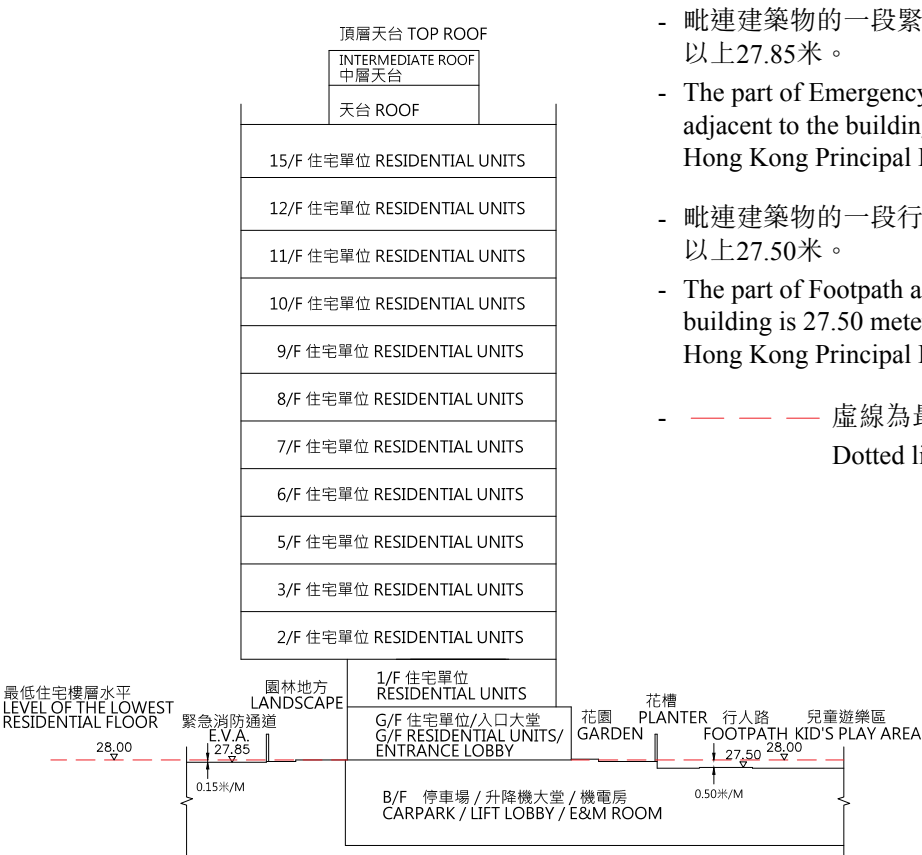 頂層天台 TOP ROOF
INTERMEDIATE ROOF
中層天台
天台 ROOF
15/F 住宅單位 RESIDENTIAL UNITS
12/F 住宅單位 RESIDENTIAL UNITS
11/F 住宅單位 RESIDENTIAL UNITS
10/F 住宅單位 RESIDENTIAL UNITS
9/F 住宅單位 RESIDENTIAL UNITS
8/F 住宅單位 RESIDENTIAL UNITS
7/F 住宅單位 RESIDENTIAL UNITS
6/F 住宅單位 RESIDENTIAL UNITS
5/F 住宅單位 RESIDENTIAL UNITS
3/F 住宅單位 RESIDENTIAL UNITS
2/F 住宅單位 RESIDENTIAL UNITS
1/F 住宅單位
RESIDENTIAL UNITS
G/F 住宅單位/入口大堂
G/F RESIDENTIAL UNITS/
ENTRANCE LOBBY
B/F 停車場 / 升降機大堂 / 機電房
CARPARK / LIFT LOBBY / E&M ROOM
最低住宅樓層水平
LEVEL OF THE LOWEST
RESIDENTIAL FLOOR
28.00
緊急消防通道
E.V.A.
27.85
0.15米/M
園林地方
LANDSCAPE
花園
GARDEN
花槽
PLANTER
行人路
FOOTPATH
27.50
0.50米/M
28.00
兒童遊樂區
KID'S PLAY AREA
- 毗連建築物的一段緊
以上27.85米。
- The part of Emergency
adjacent to the buildin
Hong Kong Principal
- 毗連建築物的一段行
以上27.50米。
- The part of Footpath a
building is 27.50 mete
Hong Kong Principal
- 虛線為
Dotted li